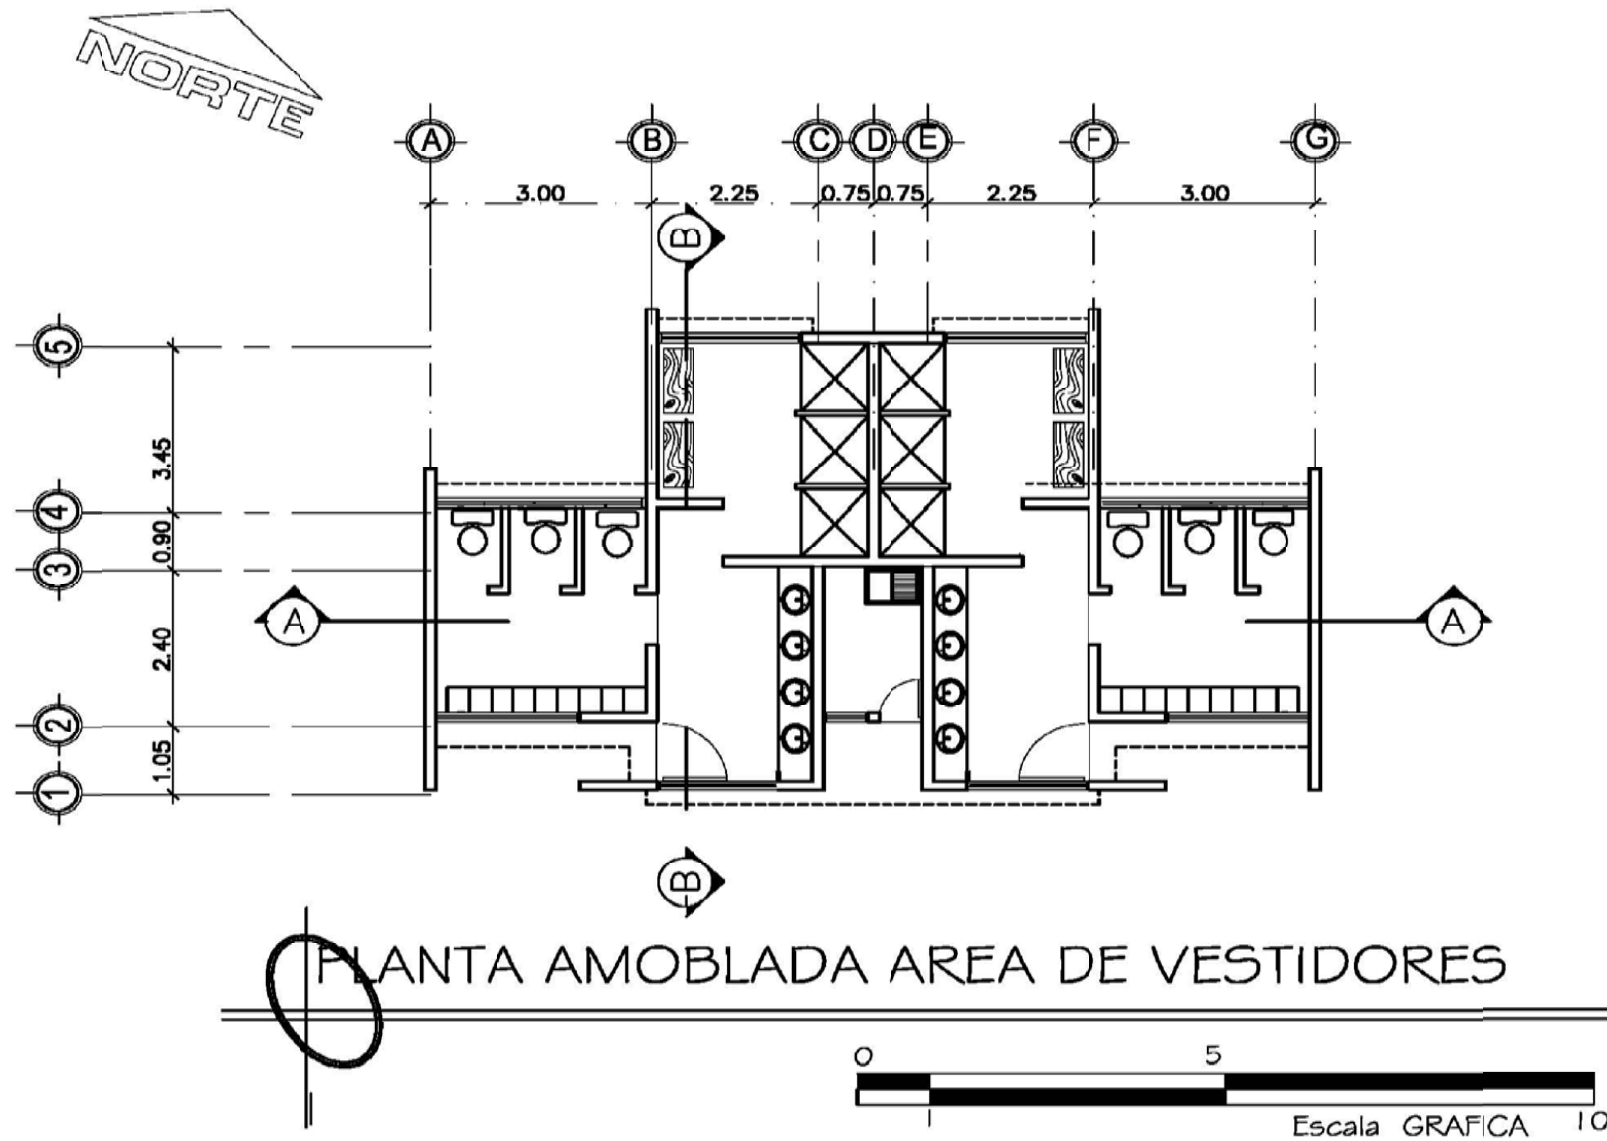 NORTE
A B C D E F G
3.00 2.25 0.75 0.75 2.25 3.00
B
5
3.45
4
0.90
3
A A
2.40
2
1.05
1
B
PLANTA AMOBLADA AREA DE VESTIDORES
0 5
1 Escala GRAFICA 10